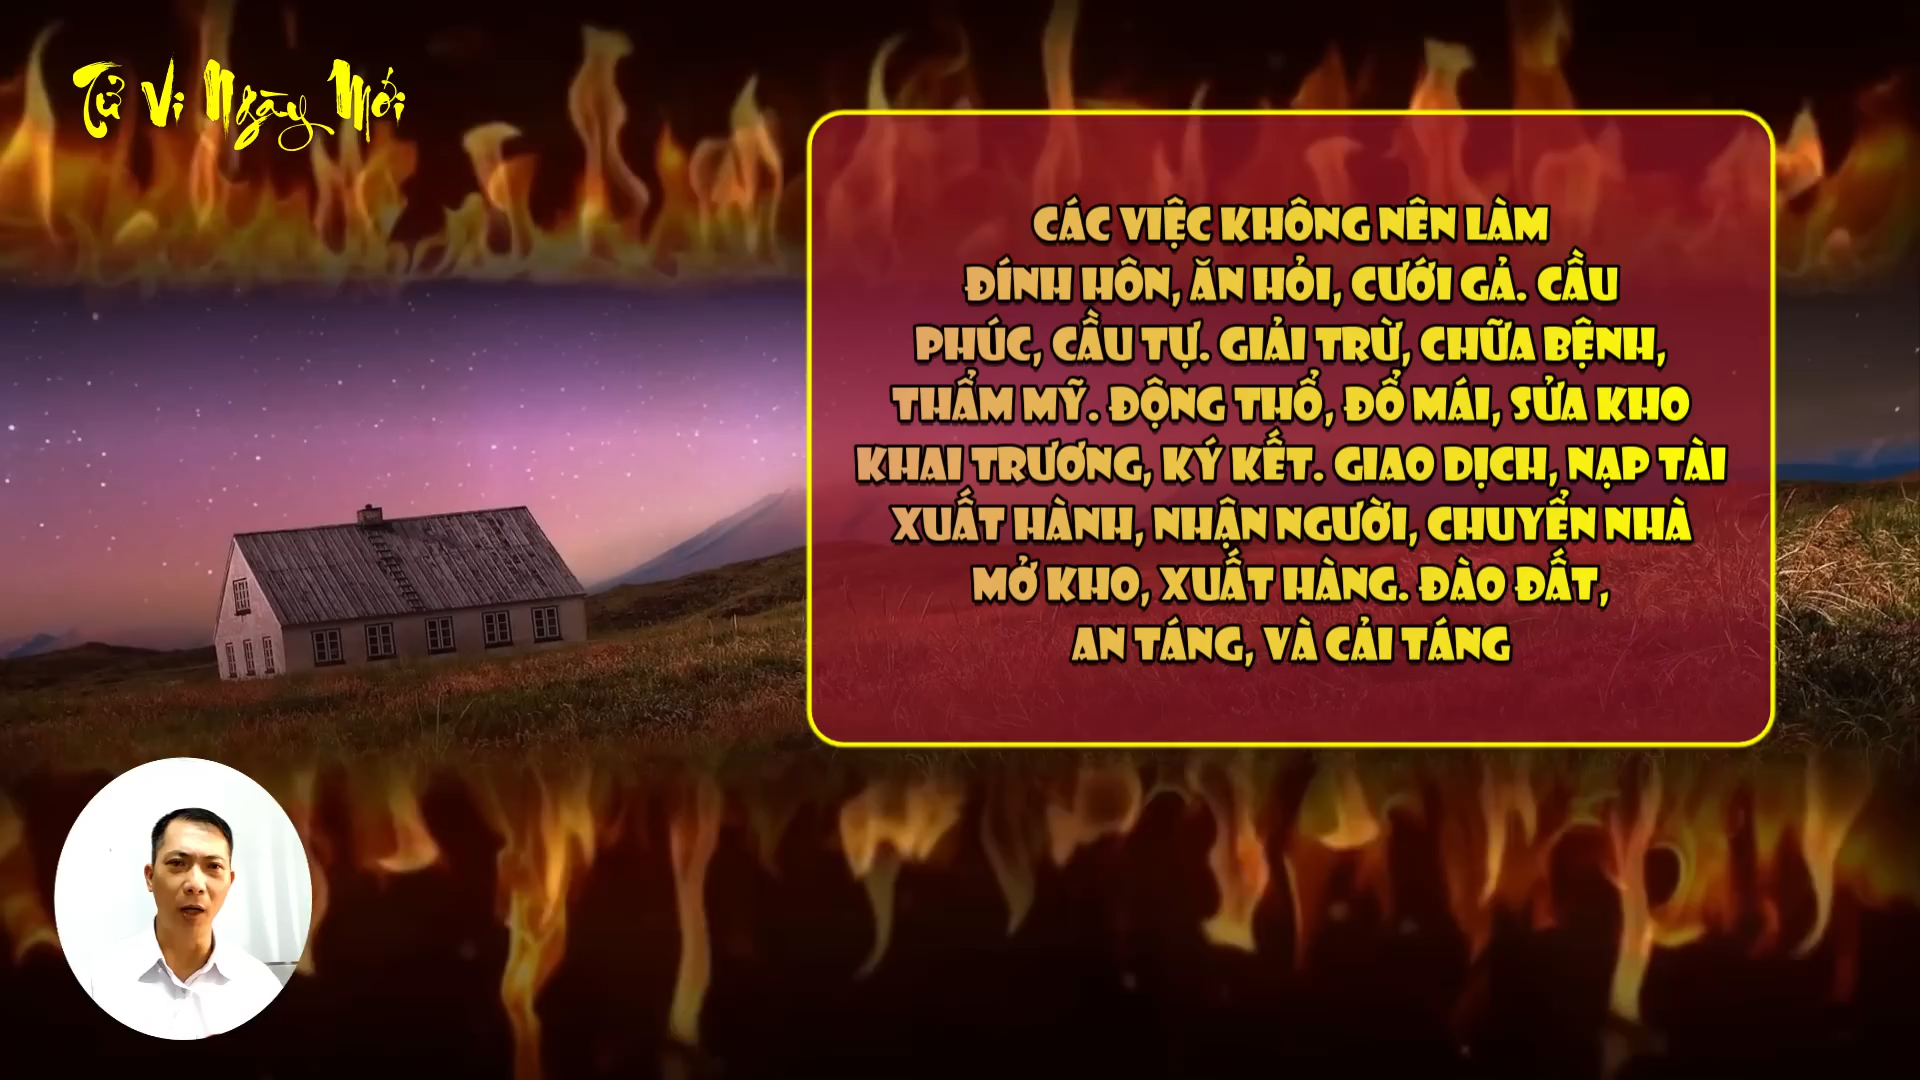 Tử Vi Ngày Mới
CÁC VIỆC KHÔNG NÊN LÀM
ĐÍNH HÔN, ĂN HỎI, CƯỚI GẢ. CẦU
PHÚC, CẦU TỰ. GIẢI TRỪ, CHỮA BỆNH,
THẨM MỸ. ĐỘNG THỔ, ĐỔ MÁI, SỬA KHO
KHAI TRƯƠNG, KÝ KẾT. GIAO DỊCH, NẠP TÀI
XUẤT HÀNH, NHẬN NGƯỜI, CHUYỂN NHÀ
MỞ KHO, XUẤT HÀNG. ĐÀO ĐẤT,
AN TÁNG, VÀ CẢI TÁNG